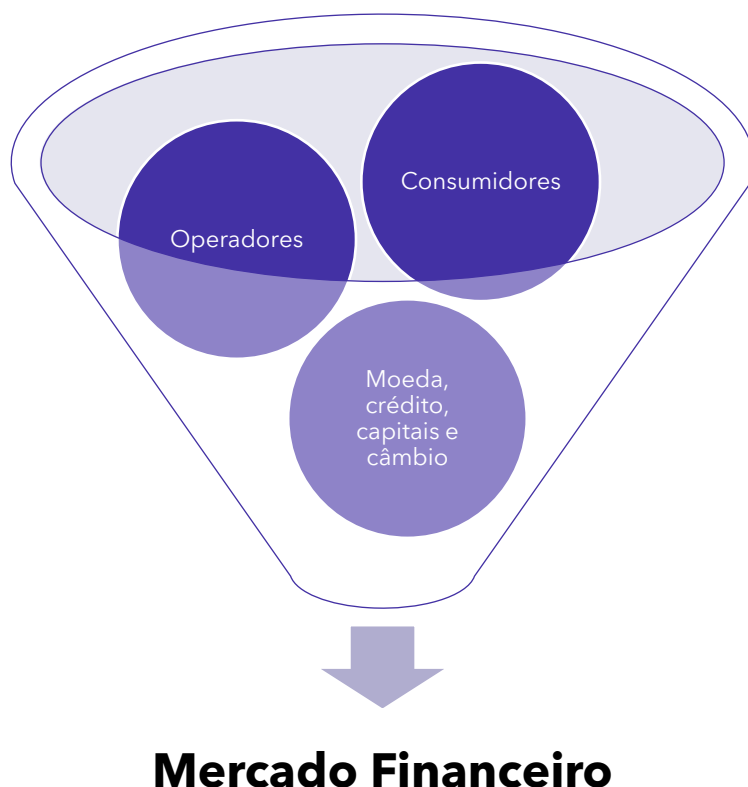 Consumidores
Operadores
Moeda,
crédito,
capitais e
câmbio
Mercado Financeiro